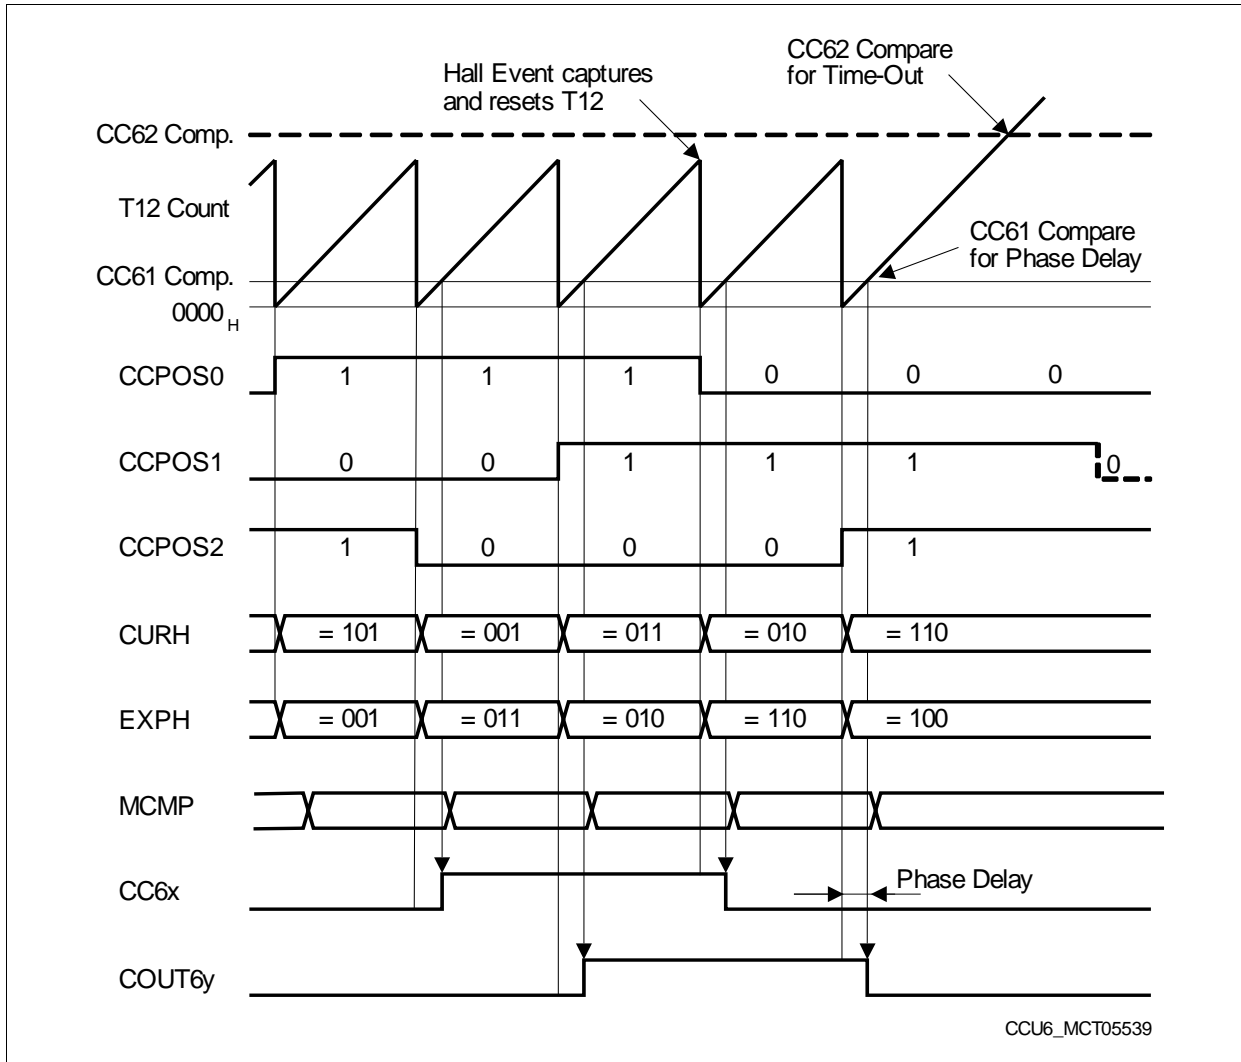 CC62 Compare
for Time-Out
Hall Event captures
and resets T12
CC62 Comp.
T12 Count
CC61 Compare
for Phase Delay
CC61 Comp.
0000 H
CCPOS0 1 1 1 0 0 0
CCPOS1 0 0 1 1 1 0
CCPOS2 1 0 0 0 1
CURH = 101 = 001 = 011 = 010 = 110
EXPH = 001 = 011 = 010 = 110 = 100
MCMP
CC6x
Phase Delay
COUT6y
CCU6_MCT05539